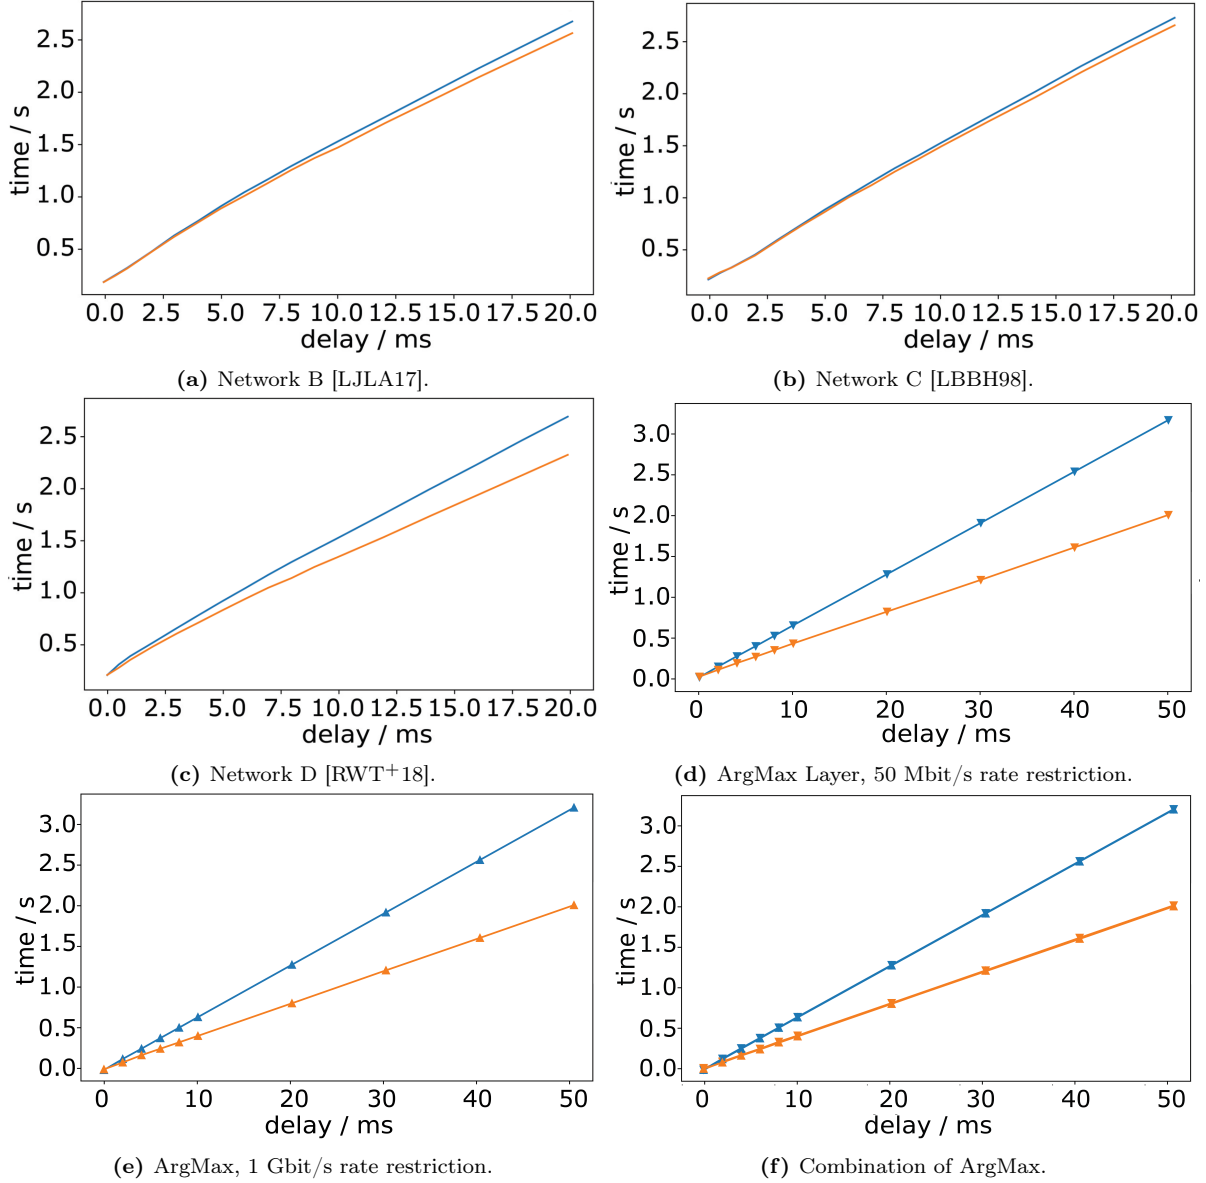 2.5
2.0
1.5
1.0
0.5
time / s
0.0 2.5 5.0 7.5 10.0 12.5 15.0 17.5 20.0
delay / ms
(a) Network B [LJLA17].
2.5
2.0
1.5
1.0
0.5
time / s
0.0 2.5 5.0 7.5 10.0 12.5 15.0 17.5 20.0
delay / ms
(b) Network C [LBBH98].
2.5
2.0
1.5
1.0
0.5
time / s
0.0 2.5 5.0 7.5 10.0 12.5 15.0 17.5 20.0
delay / ms
(c) Network D [RWT+18].
3.0
2.5
2.0
1.5
1.0
0.5
0.0
time / s
0 10 20 30 40 50
delay / ms
(d) ArgMax Layer, 50 Mbit/s rate restriction.
3.0
2.5
2.0
1.5
1.0
0.5
0.0
time / s
0 10 20 30 40 50
delay / ms
(e) ArgMax, 1 Gbit/s rate restriction.
3.0
2.5
2.0
1.5
1.0
0.5
0.0
time / s
0 10 20 30 40 50
delay / ms
(f) Combination of ArgMax.